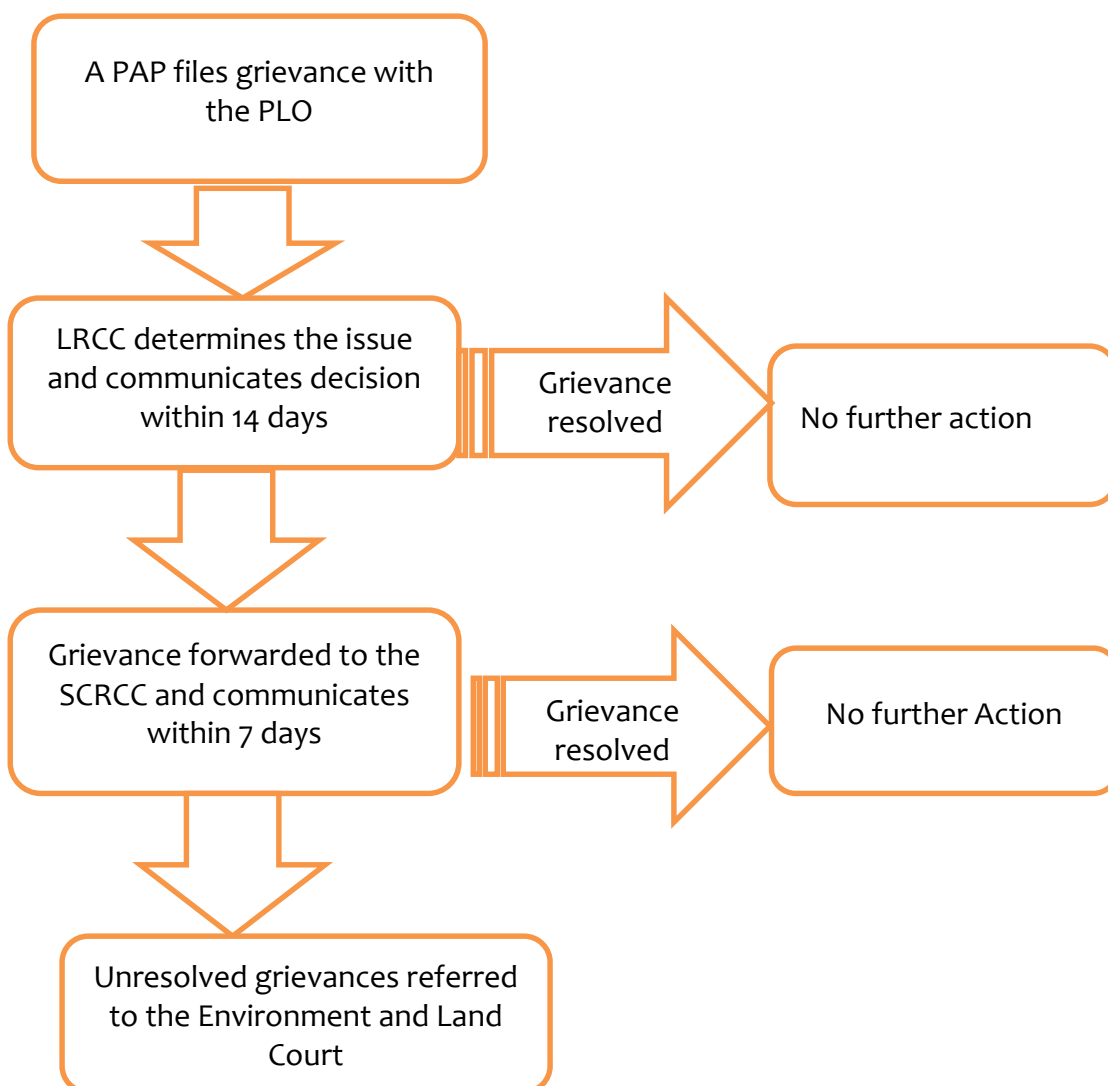 A PAP files grievance with
the PLO
LRCC determines the issue
and communicates decision
within 14 days
Grievance
resolved
No further action
Grievance forwarded to the
SCRCC and communicates
within 7 days
Grievance
resolved
No further Action
Unresolved grievances referred
to the Environment and Land
Court